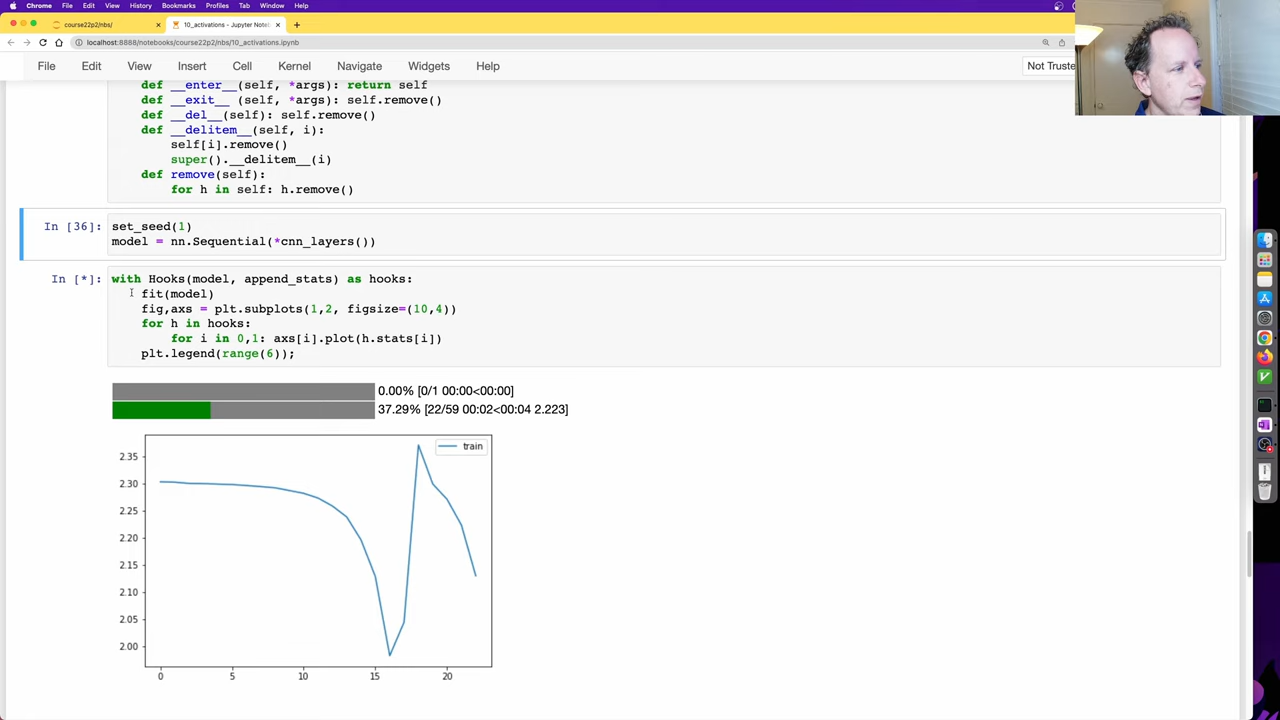 Chrome File Edit View History Bookmarks Profiles Tab Window Help
course22p2/nbs/
10_activations - Jupyter Note
localhost:8888/notebooks/course22p2/nbs/10_activations.ipynb
File Edit View Insert Cell Kernel Navigate Widgets Help Not Truste
def __enter__(self, *args): return self
def __exit__ (self, *args): self.remove()
def __del__(self): self.remove()
def __delitem__(self, i):
self[i].remove()
super().__delitem__(i)
def remove(self):
for h in self: h.remove()
In [36]: set_seed(1)
model = nn.Sequential(*cnn_layers())
In [*]: with Hooks(model, append_stats) as hooks:
fit(model)
fig,axs = plt.subplots(1,2, figsize=(10,4))
for h in hooks:
for i in 0,1: axs[i].plot(h.stats[i])
plt.legend(range(6));
0.00% [0/1 00:00<00:00]
37.29% [22/59 00:02<00:04 2.223]
train
2.35
2.30
2.25
2.20
2.15
2.10
2.05
2.00
0 5 10 15 20